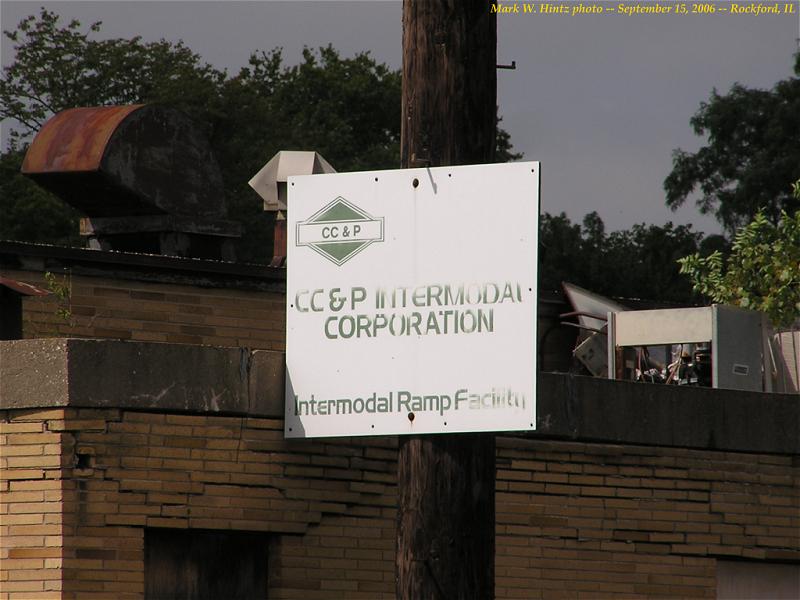 Mark W. Hintz photo -- September 15, 2006 -- Rockford, IL
CC & P
CC & P INTERMODAL
CORPORATION
Intermodal Ramp Facility